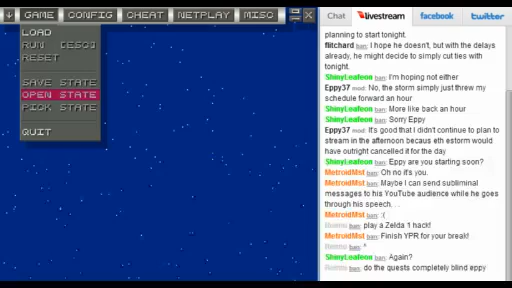 GAME CONFIG CHEAT NETPLAY MISC
LOAD
RUN [ESC]
RESET
SAVE STATE
OPEN STATE
PICK STATE
QUIT
Chat livestream facebook twitter
planning to start tonight.
flitchard ban: I hope he doesn't, but with the delays
already, he might decide to simply cut ties with
tonight.
ShinyLeafeon ban: I'm hoping not either
Eppy37 mod: No, the storm simply just threw my
schedule forward an hour
ShinyLeafeon ban: More like back an hour
ShinyLeafeon ban: Sorry Eppy
Eppy37 mod: It's good that I didn't continue to plan to
stream in the afternoon becaus eth estorm would
have outright cancelled it for the day
ShinyLeafeon ban: Eppy are you starting soon?
MetroidMst ban: Oh no it's you.
MetroidMst ban: Maybe I can send subliminal
messages to his YouTube audience while he goes
through his speech. . .
MetroidMst ban: :(
ban: play a Zelda 1 hack!
MetroidMst ban: Finish YPR for your break!
ban: ^
ShinyLeafeon ban: Again?
ban: do the quests completely blind eppy